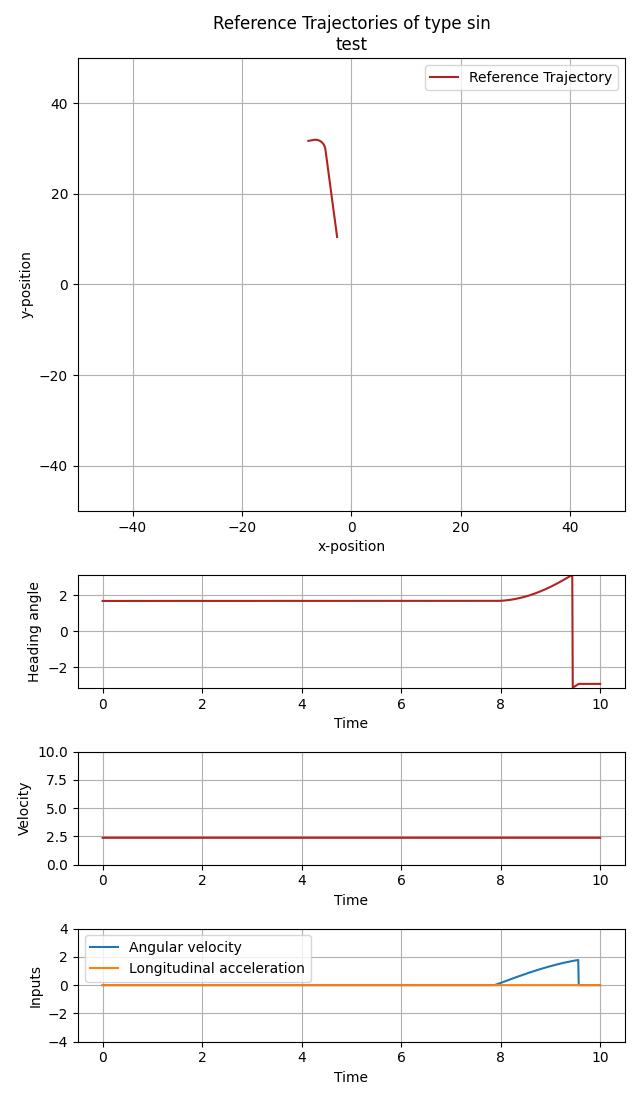 Reference Trajectories of type sin
test
Reference Trajectory
40
20
0
−20
−40
y-position
−40 −20 0 20 40
x-position
2
0
−2
Heading angle
0 2 4 6 8 10
Time
10.0
7.5
5.0
2.5
0.0
Velocity
0 2 4 6 8 10
Time
4
2
0
−2
−4
Inputs
Angular velocity
Longitudinal acceleration
0 2 4 6 8 10
Time